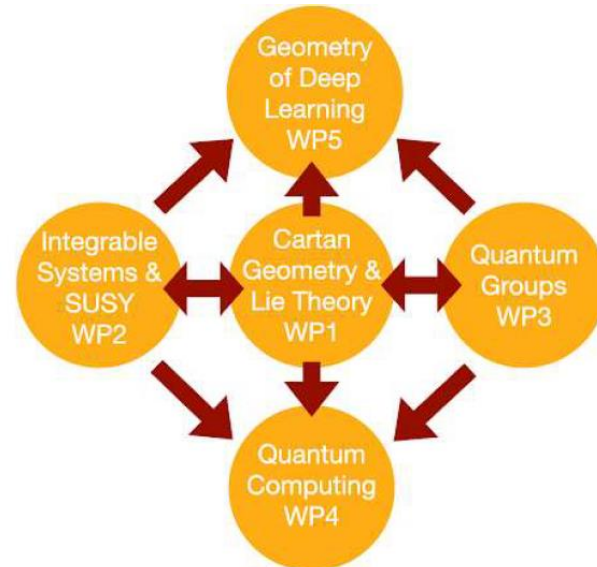 Geometry
of Deep
Learning
WP5
Integrable
Systems &
SUSY
WP2
Cartan
Geometry &
Lie Theory
WP1
Quantum
Groups
WP3
Quantum
Computing
WP4